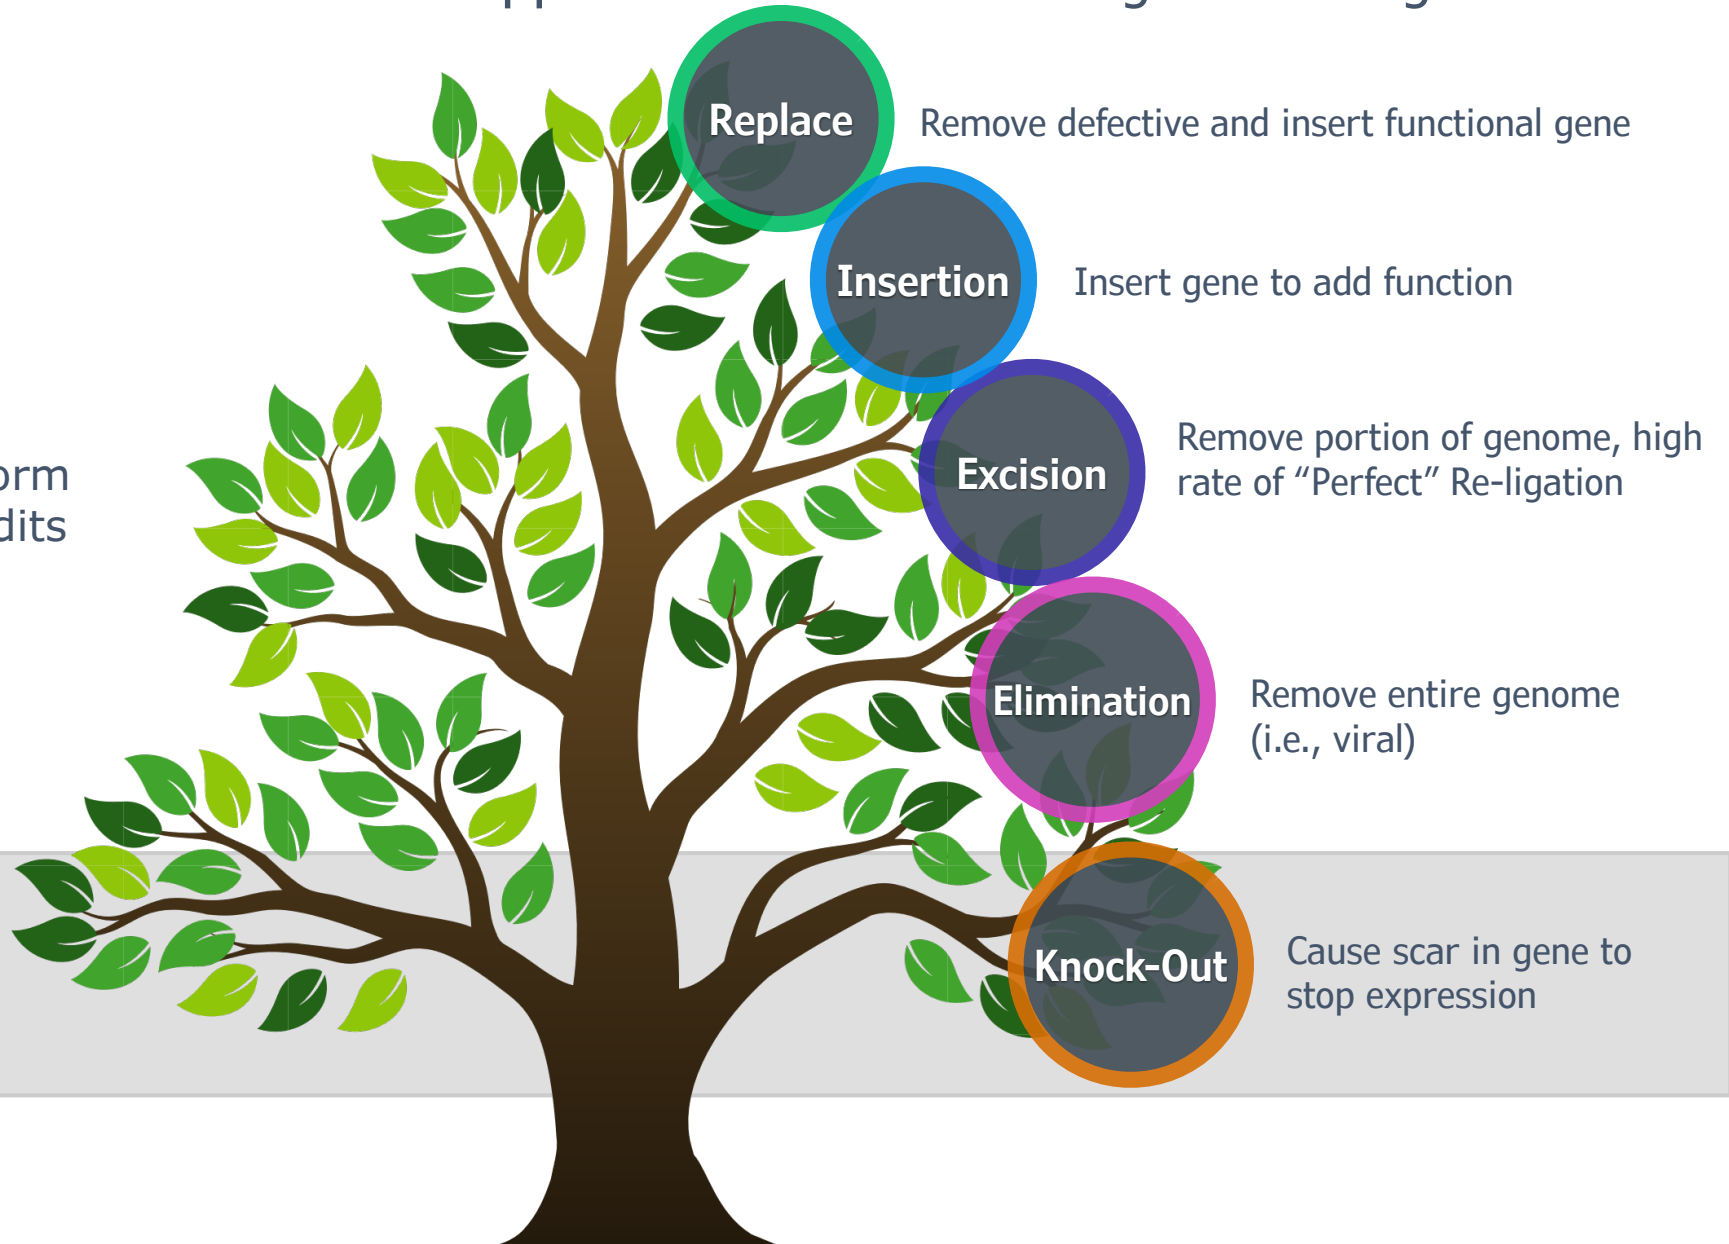 Replace
Remove defective and insert functional gene
Insertion
Insert gene to add function
Excision
Remove portion of genome, high
rate of “Perfect” Re-ligation
Elimination
Remove entire genome
(i.e., viral)
Knock-Out
Cause scar in gene to
stop expression